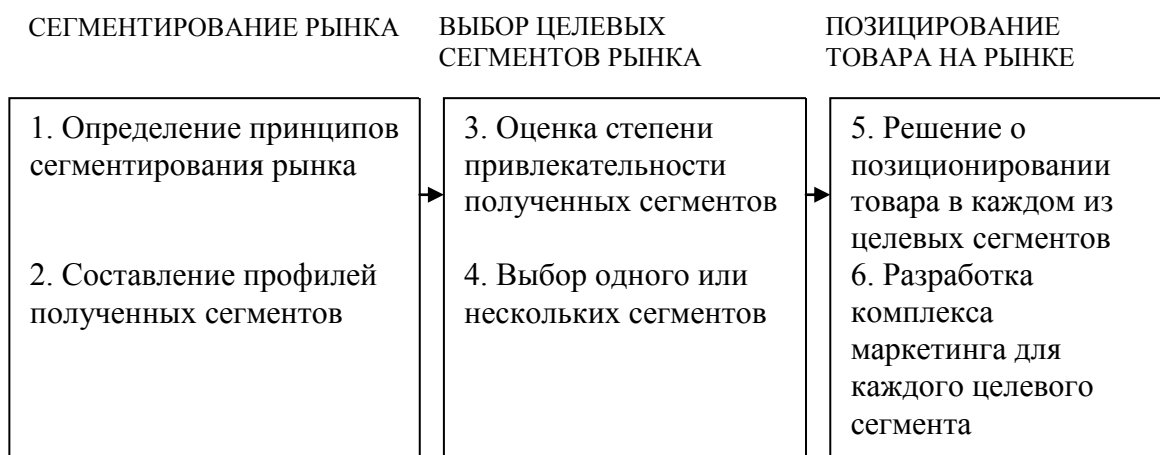 СЕГМЕНТИРОВАНИЕ РЫНКА
ВЫБОР ЦЕЛЕВЫХ
СЕГМЕНТОВ РЫНКА
ПОЗИЦИРОВАНИЕ
ТОВАРА НА РЫНКЕ
1. Определение принципов
сегментирования рынка
2. Составление профилей
полученных сегментов
3. Оценка степени
привлекательности
полученных сегментов
4. Выбор одного или
нескольких сегментов
5. Решение о
позиционировании
товара в каждом из
целевых сегментов
6. Разработка
комплекса
маркетинга для
каждого целевого
сегмента